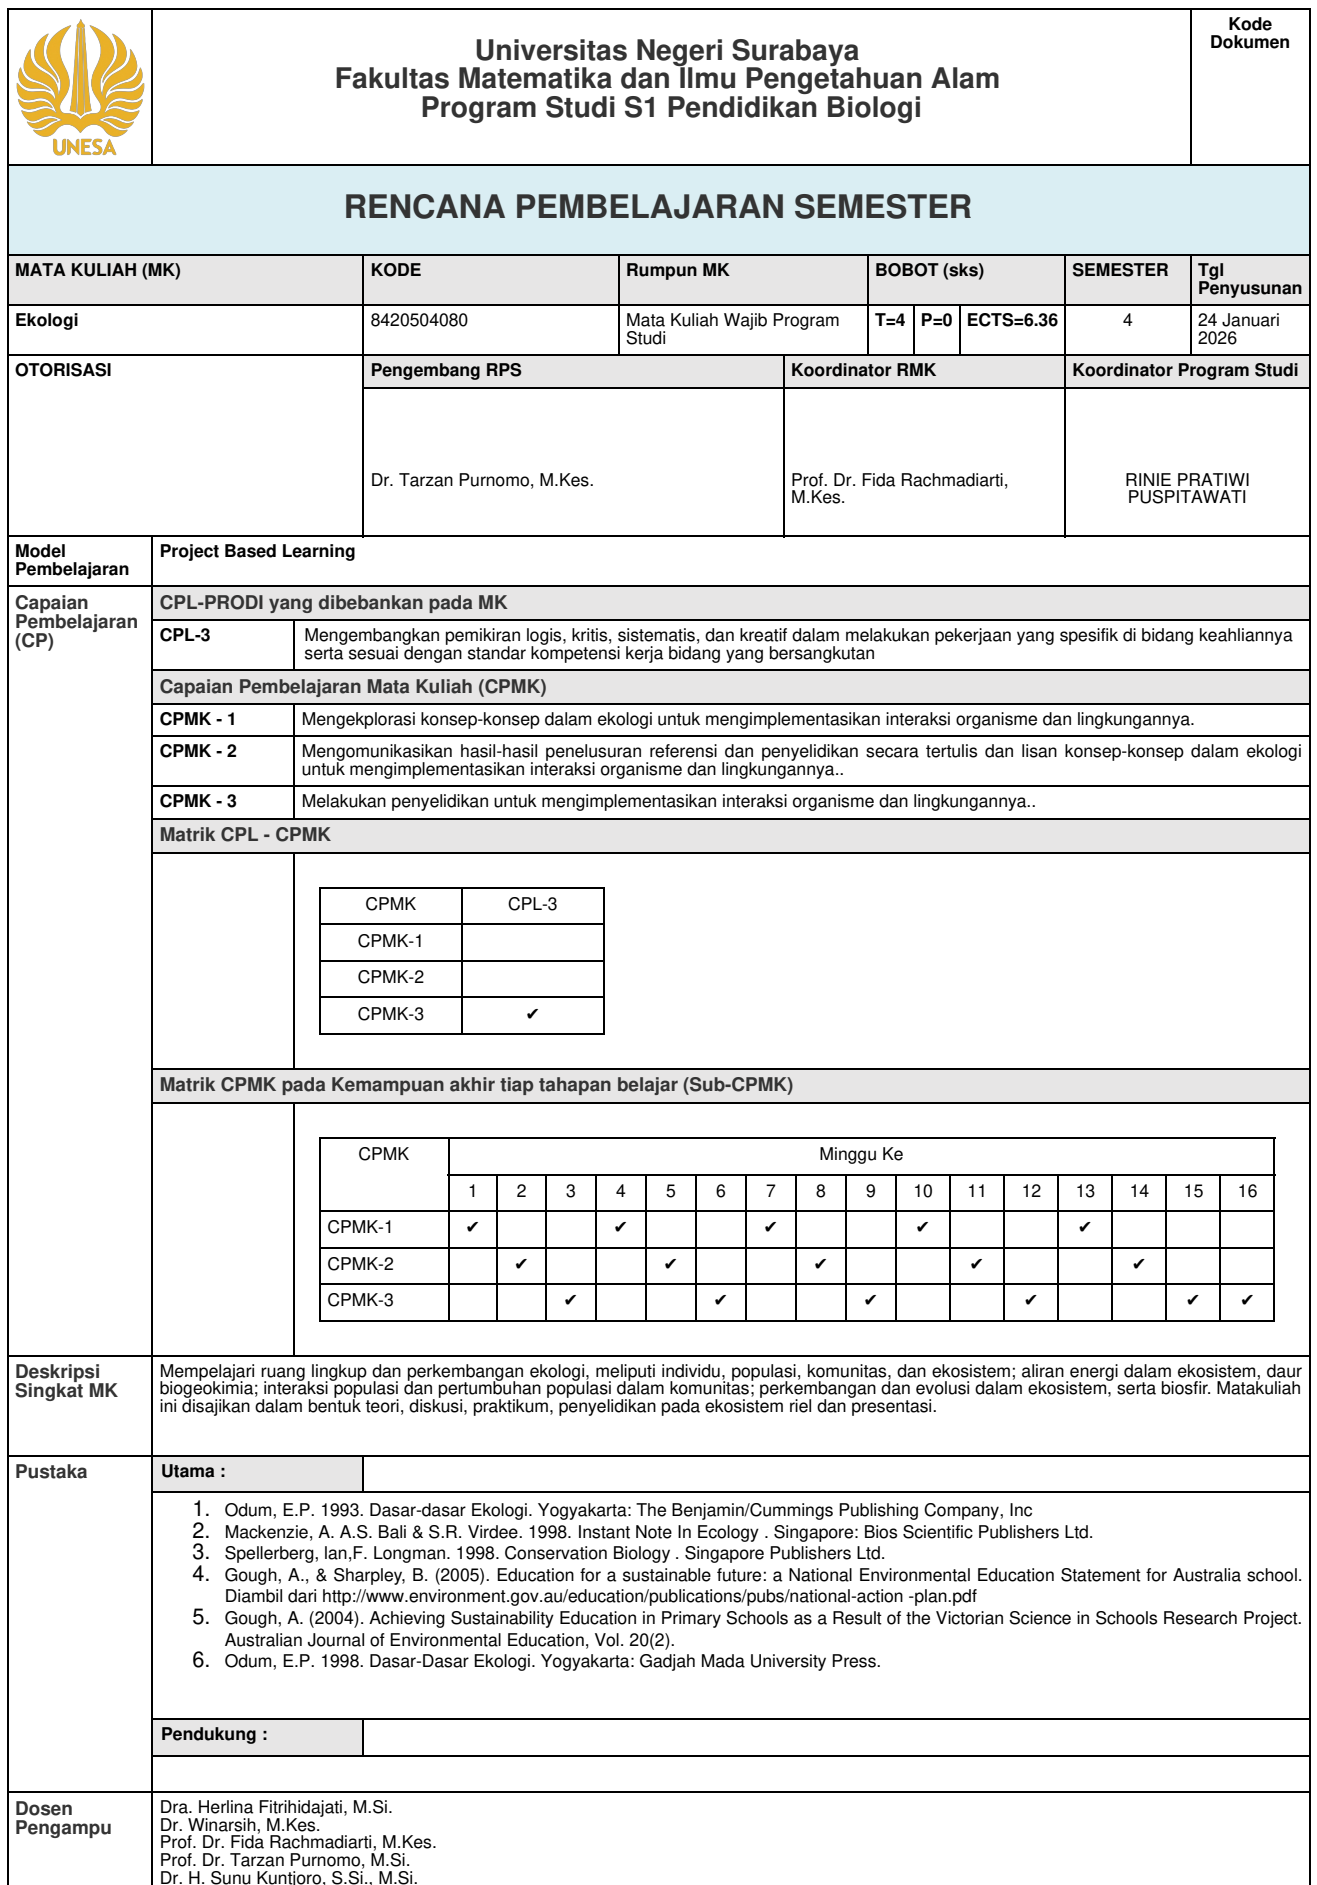 UNESA
Universitas Negeri Surabaya
Fakultas Matematika dan Ilmu Pengetahuan Alam
Program Studi S1 Pendidikan Biologi
Kode
Dokumen
RENCANA PEMBELAJARAN SEMESTER
MATA KULIAH (MK)
KODE
Rumpun MK
BOBOT (sks)
SEMESTER
Tgl
Penyusunan
Ekologi
8420504080
Mata Kuliah Wajib Program
Studi
T=4
P=0
ECTS=6.36
4
24 Januari
2026
OTORISASI
Pengembang RPS
Koordinator RMK
Koordinator Program Studi
Dr. Tarzan Purnomo, M.Kes.
Prof. Dr. Fida Rachmadiarti,
M.Kes.
RINIE PRATIWI
PUSPITAWATI
Model
Pembelajaran
Project Based Learning
Capaian
Pembelajaran
(CP)
CPL-PRODI yang dibebankan pada MK
CPL-3
Mengembangkan pemikiran logis, kritis, sistematis, dan kreatif dalam melakukan pekerjaan yang spesifik di bidang keahliannya
serta sesuai dengan standar kompetensi kerja bidang yang bersangkutan
Capaian Pembelajaran Mata Kuliah (CPMK)
CPMK - 1
Mengekplorasi konsep-konsep dalam ekologi untuk mengimplementasikan interaksi organisme dan lingkungannya.
CPMK - 2
Mengomunikasikan hasil-hasil penelusuran referensi dan penyelidikan secara tertulis dan lisan konsep-konsep dalam ekologi
untuk mengimplementasikan interaksi organisme dan lingkungannya..
CPMK - 3
Melakukan penyelidikan untuk mengimplementasikan interaksi organisme dan lingkungannya..
Matrik CPL - CPMK
CPMK CPL-3
CPMK-1
CPMK-2
CPMK-3 ✔
Matrik CPMK pada Kemampuan akhir tiap tahapan belajar (Sub-CPMK)
CPMK Minggu Ke
1 2 3 4 5 6 7 8 9 10 11 12 13 14 15 16
CPMK-1 ✔ ✔ ✔ ✔ ✔
CPMK-2 ✔ ✔ ✔ ✔ ✔
CPMK-3 ✔ ✔ ✔ ✔ ✔ ✔
Deskripsi
Singkat MK
Mempelajari ruang lingkup dan perkembangan ekologi, meliputi individu, populasi, komunitas, dan ekosistem; aliran energi dalam ekosistem, daur
biogeokimia; interaksi populasi dan pertumbuhan populasi dalam komunitas; perkembangan dan evolusi dalam ekosistem, serta biosfir. Matakuliah
ini disajikan dalam bentuk teori, diskusi, praktikum, penyelidikan pada ekosistem riel dan presentasi.
Pustaka
Utama :
1. Odum, E.P. 1993. Dasar-dasar Ekologi. Yogyakarta: The Benjamin/Cummings Publishing Company, Inc
2. Mackenzie, A. A.S. Bali & S.R. Virdee. 1998. Instant Note In Ecology . Singapore: Bios Scientific Publishers Ltd.
3. Spellerberg, lan,F. Longman. 1998. Conservation Biology . Singapore Publishers Ltd.
4. Gough, A., & Sharpley, B. (2005). Education for a sustainable future: a National Environmental Education Statement for Australia school.
Diambil dari http://www.environment.gov.au/education/publications/pubs/national-action -plan.pdf
5. Gough, A. (2004). Achieving Sustainability Education in Primary Schools as a Result of the Victorian Science in Schools Research Project.
Australian Journal of Environmental Education, Vol. 20(2).
6. Odum, E.P. 1998. Dasar-Dasar Ekologi. Yogyakarta: Gadjah Mada University Press.
Pendukung :
Dosen
Pengampu
Dra. Herlina Fitrihidajati, M.Si.
Dr. Winarsih, M.Kes.
Prof. Dr. Fida Rachmadiarti, M.Kes.
Prof. Dr. Tarzan Purnomo, M.Si.
Dr. H. Sunu Kuntjoro, S.Si., M.Si.